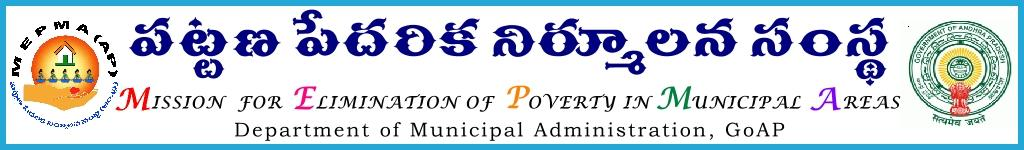 MEPMA (AP)
పట్టణ పేదరిక నిర్మూలన సంస్థ
MISSION FOR ELIMINATION OF POVERTY IN MUNICIPAL AREAS
Department of Municipal Administration, GoAP
GOVERNMENT OF ANDHRA PRADESH
सत्यमेव जयते